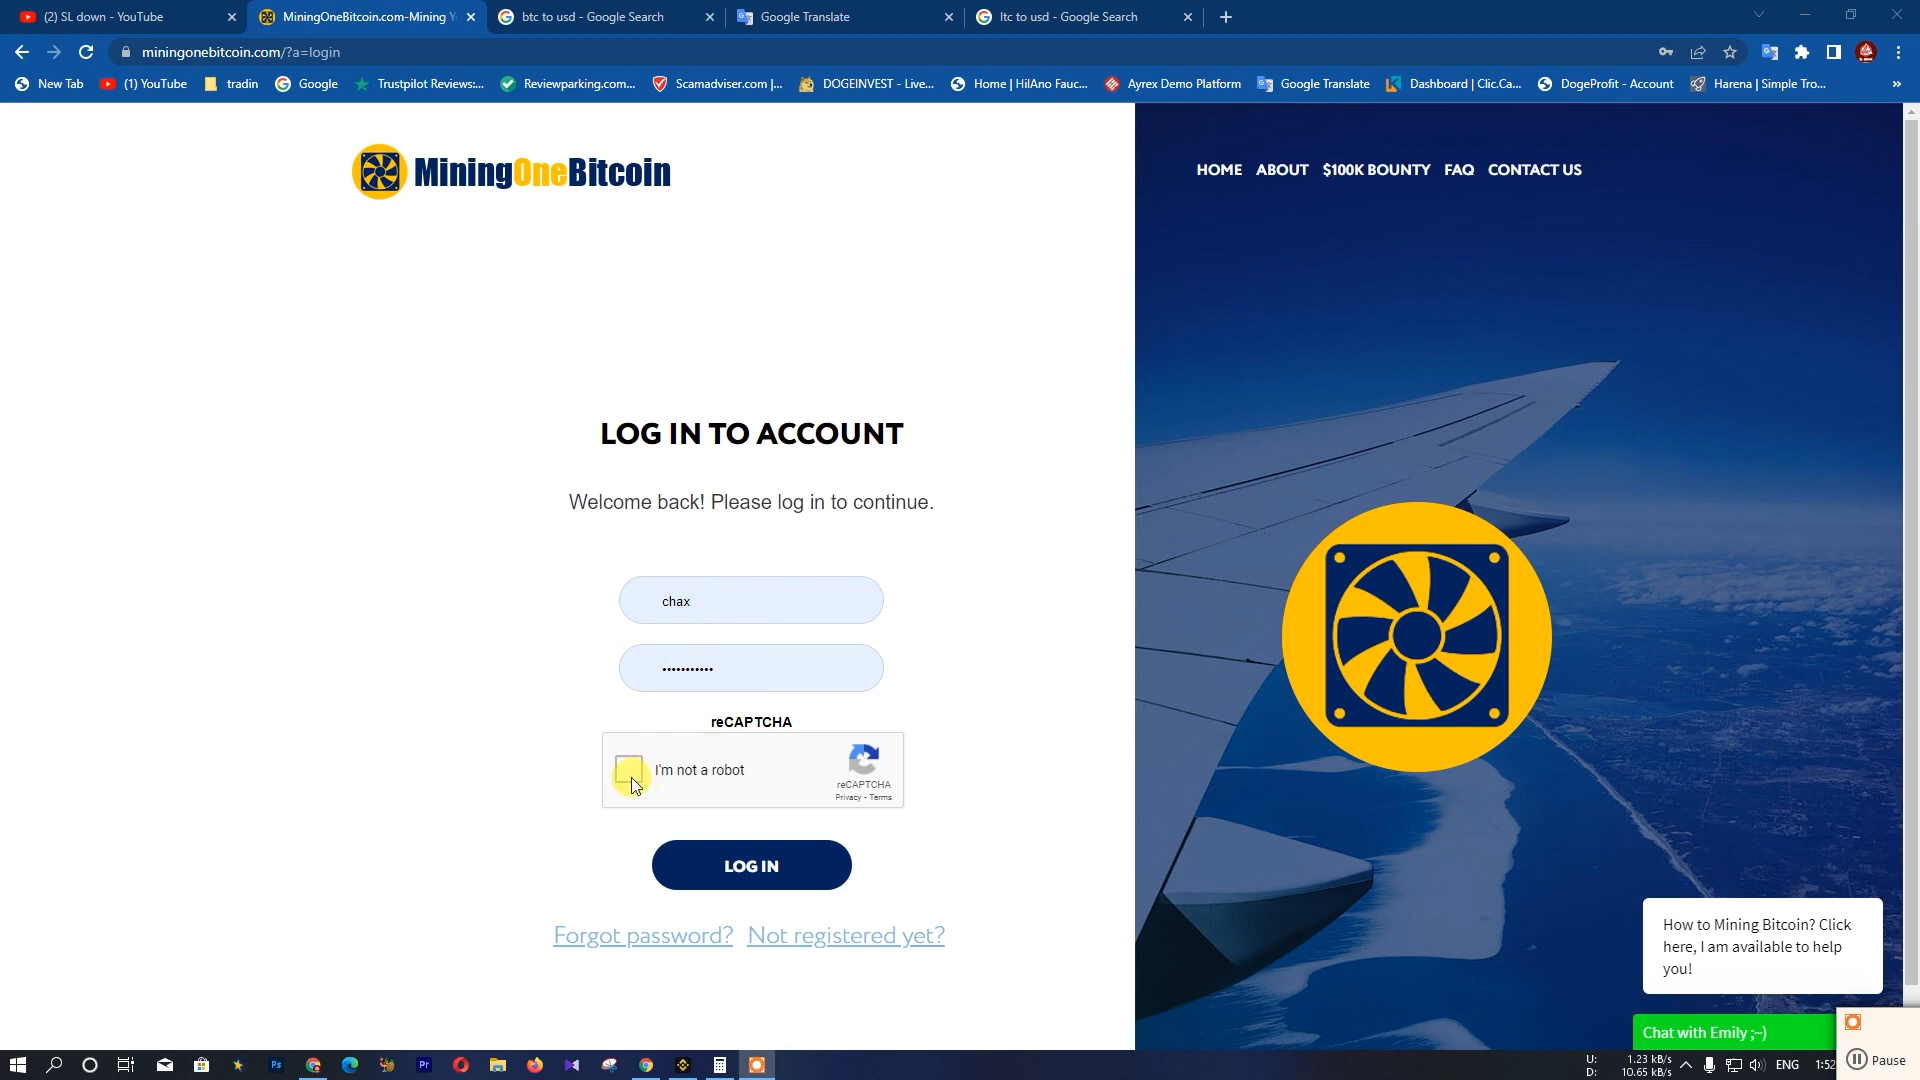 (2) SL down - YouTube
MiningOneBitcoin.com-Mining Y
btc to usd - Google Search
Google Translate
ltc to usd - Google Search
miningonebitcoin.com/?a=login
New Tab
(1) YouTube
tradin
Google
Trustpilot Reviews:...
Reviewparking.com...
Scamadviser.com |...
DOGEINVEST - Live...
Home | HilAno Fauc...
Ayrex Demo Platform
Google Translate
Dashboard | Clic.Ca...
DogeProfit - Account
Harena | Simple Tro...
MiningOneBitcoin
HOME ABOUT $100K BOUNTY FAQ CONTACT US
LOG IN TO ACCOUNT
Welcome back! Please log in to continue.
chax
•••••••••••
reCAPTCHA
I'm not a robot
reCAPTCHA
Privacy - Terms
LOG IN
Forgot password? Not registered yet?
How to Mining Bitcoin? Click
here, I am available to help
you!
Chat with Emily ;~)
Ps
Pr
U: 1.23 kB/s
D: 10.65 kB/s
ENG
1:52
Pause